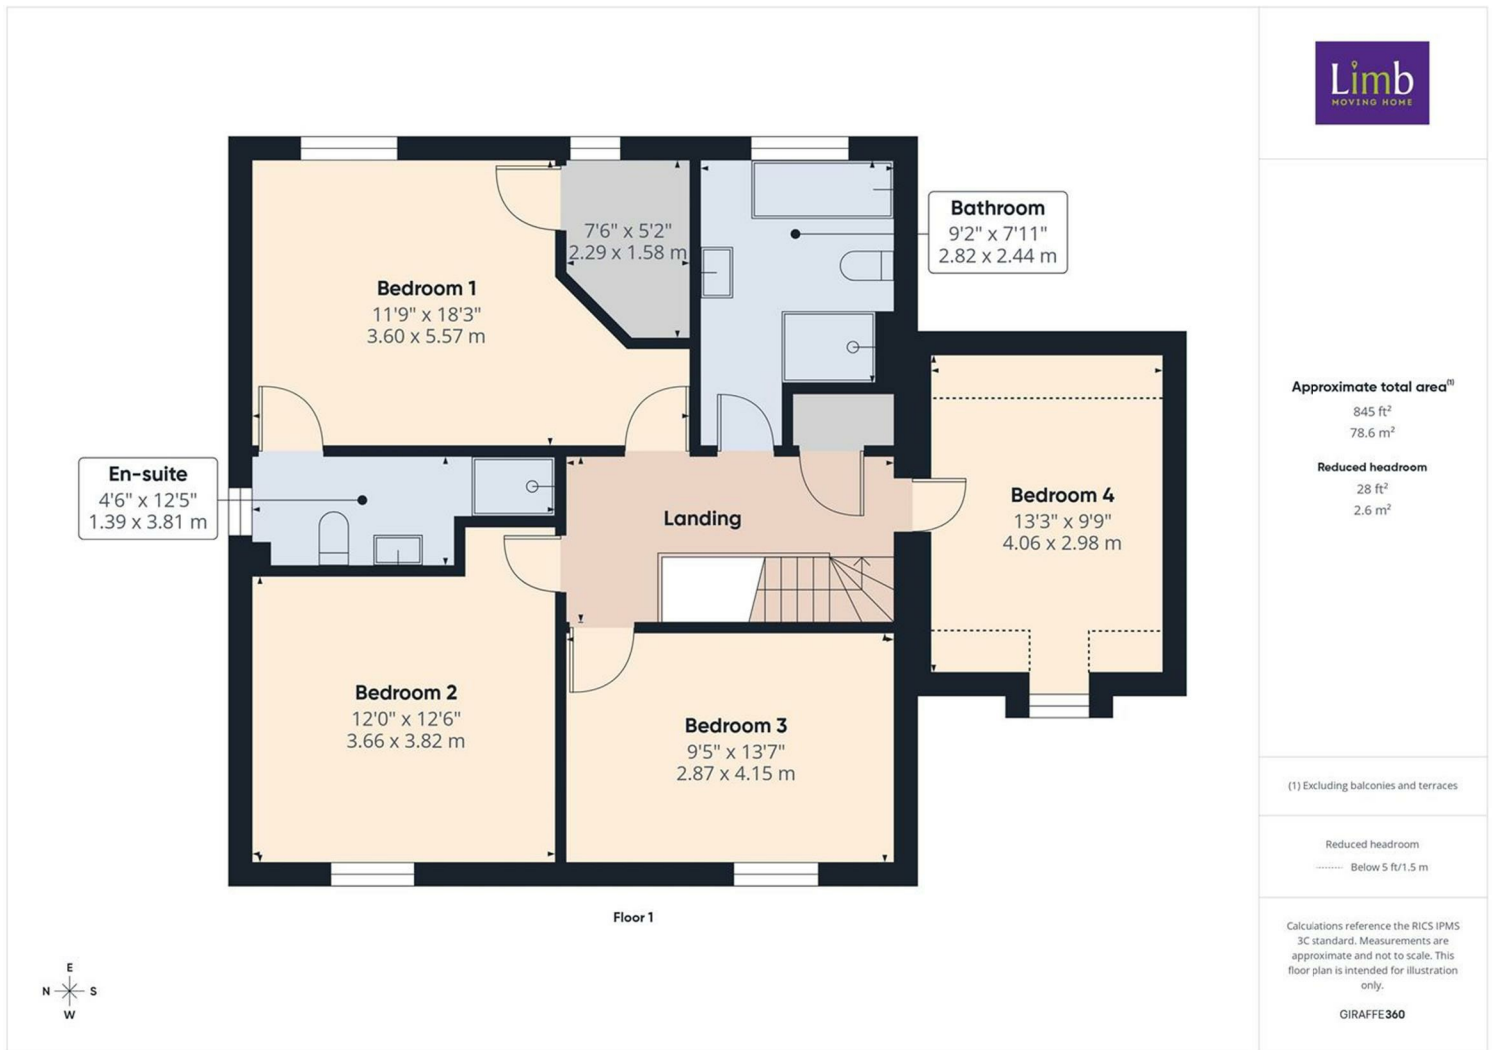 Limb
MOVING HOME
Bathroom
9'2" x 7'11"
2.82 x 2.44 m
7'6" x 5'2"
2.29 x 1.58 m
Bedroom 1
11'9" x 18'3"
3.60 x 5.57 m
En-suite
4'6" x 12'5"
1.39 x 3.81 m
Landing
Bedroom 4
13'3" x 9'9"
4.06 x 2.98 m
Bedroom 2
12'0" x 12'6"
3.66 x 3.82 m
Bedroom 3
9'5" x 13'7"
2.87 x 4.15 m
Floor 1
E
N S
W
Approximate total area(1)
845 ft²
78.6 m²
Reduced headroom
28 ft²
2.6 m²
(1) Excluding balconies and terraces
Reduced headroom
Below 5 ft/1.5 m
Calculations reference the RICS IPMS
3C standard. Measurements are
approximate and not to scale. This
floor plan is intended for illustration
only.
GIRAFFE360